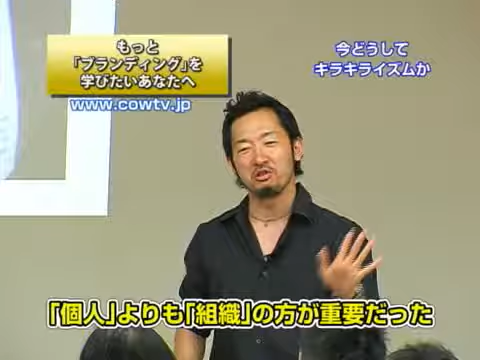 もっと
「ブランディング」を
学びたいあなたへ
www.cowtv.jp
今どうして
キラキライズムか
「個人」よりも「組織」の方が重要だった